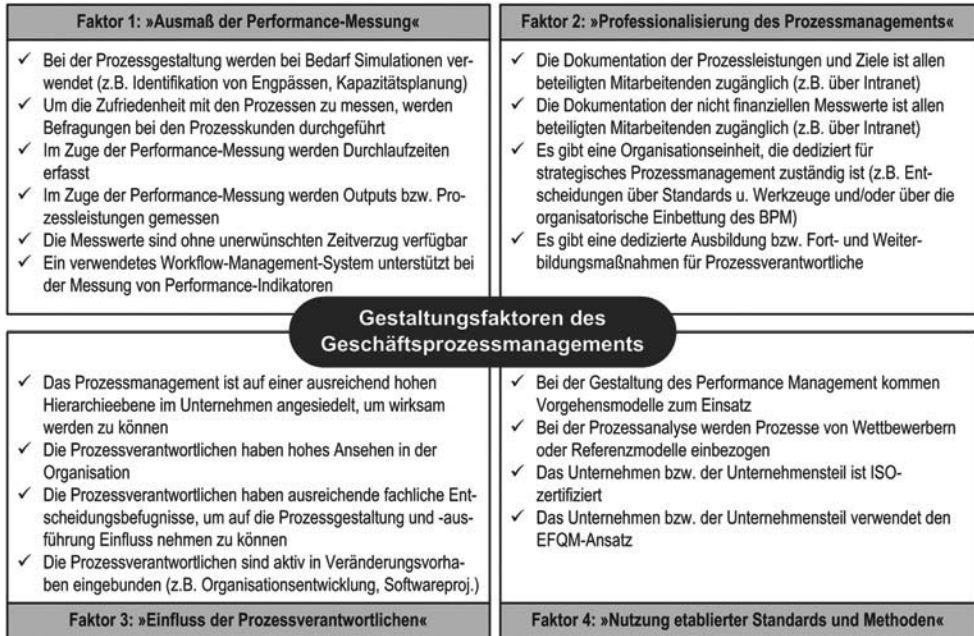 Faktor 1: »Ausmaß der Performance-Messung«
✓ Bei der Prozessgestaltung werden bei Bedarf Simulationen ver-
wendet (z.B. Identifikation von Engpässen, Kapazitätsplanung)
✓ Um die Zufriedenheit mit den Prozessen zu messen, werden
Befragungen bei den Prozesskunden durchgeführt
✓ Im Zuge der Performance-Messung werden Durchlaufzeiten
erfasst
✓ Im Zuge der Performance-Messung werden Outputs bzw. Pro-
zessleistungen gemessen
✓ Die Messwerte sind ohne unerwünschten Zeitverzug verfügbar
✓ Ein verwendetes Workflow-Management-System unterstützt bei
der Messung von Performance-Indikatoren
Faktor 2: »Professionalisierung des Prozessmanagements«
✓ Die Dokumentation der Prozessleistungen und Ziele ist allen
beteiligten Mitarbeitenden zugänglich (z.B. über Intranet)
✓ Die Dokumentation der nicht finanziellen Messwerte ist allen
beteiligten Mitarbeitenden zugänglich (z.B. über Intranet)
✓ Es gibt eine Organisationseinheit, die dediziert für
strategisches Prozessmanagement zuständig ist (z.B. Ent-
scheidungen über Standards u. Werkzeuge und/oder über die
organisatorische Einbettung des BPM)
✓ Es gibt eine dedizierte Ausbildung bzw. Fort- und Weiter-
bildungsmaßnahmen für Prozessverantwortliche
Gestaltungsfaktoren des
Geschäftsprozessmanagements
✓ Das Prozessmanagement ist auf einer ausreichend hohen
Hierarchieebene im Unternehmen angesiedelt, um wirksam
werden zu können
✓ Die Prozessverantwortlichen haben hohes Ansehen in der
Organisation
✓ Die Prozessverantwortlichen haben ausreichende fachliche Ent-
scheidungsbefugnisse, um auf die Prozessgestaltung und -aus-
führung Einfluss nehmen zu können
✓ Die Prozessverantwortlichen sind aktiv in Veränderungsvorha-
ben eingebunden (z.B. Organisationsentwicklung, Softwareproj.)
Faktor 3: »Einfluss der Prozessverantwortlichen«
✓ Bei der Gestaltung des Performance Management kommen
Vorgehensmodelle zum Einsatz
✓ Bei der Prozessanalyse werden Prozesse von Wettbewerbern
oder Referenzmodelle einbezogen
✓ Das Unternehmen bzw. der Unternehmensteil ist ISO-
zertifiziert
✓ Das Unternehmen bzw. der Unternehmensteil verwendet den
EFQM-Ansatz
Faktor 4: »Nutzung etablierter Standards und Methoden«